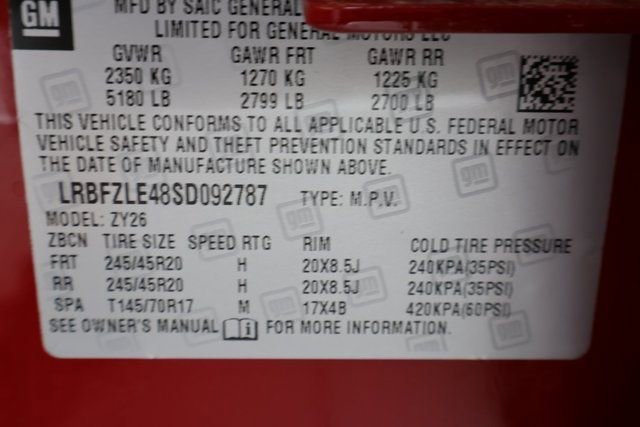 GM
MFD BY SAIC GENERAL
LIMITED FOR GENERAL MOTORS LLC
GVWR GAWR FRT GAWR RR
2350 KG 1270 KG 1225 KG
5180 LB 2799 LB 2700 LB
THIS VEHICLE CONFORMS TO ALL APPLICABLE U.S. FEDERAL MOTOR
VEHICLE SAFETY AND THEFT PREVENTION STANDARDS IN EFFECT ON
THE DATE OF MANUFACTURE SHOWN ABOVE.
LRBFZLE48SD092787 TYPE: M.P.V.
MODEL: ZY26
ZBCN TIRE SIZE SPEED RTG RIM COLD TIRE PRESSURE
FRT 245/45R20 H 20X8.5J 240KPA(35PSI)
RR 245/45R20 H 20X8.5J 240KPA(35PSI)
SPA T145/70R17 M 17X4B 420KPA(60PSI)
SEE OWNER'S MANUAL FOR MORE INFORMATION.